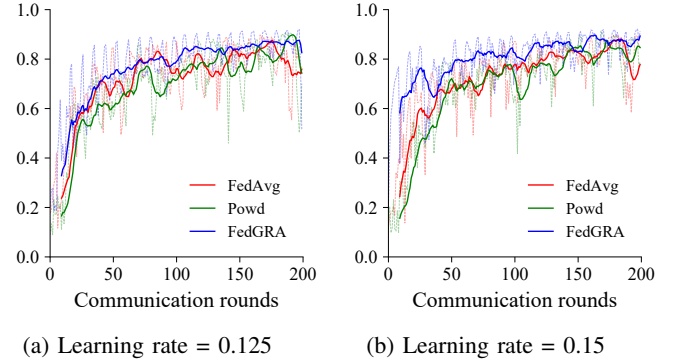 1.0
0.8
0.6
0.4
0.2
0.0
0 50 100 150 200
Communication rounds
FedAvg
Powd
FedGRA
(a) Learning rate = 0.125
1.0
0.8
0.6
0.4
0.2
0.0
0 50 100 150 200
Communication rounds
FedAvg
Powd
FedGRA
(b) Learning rate = 0.15